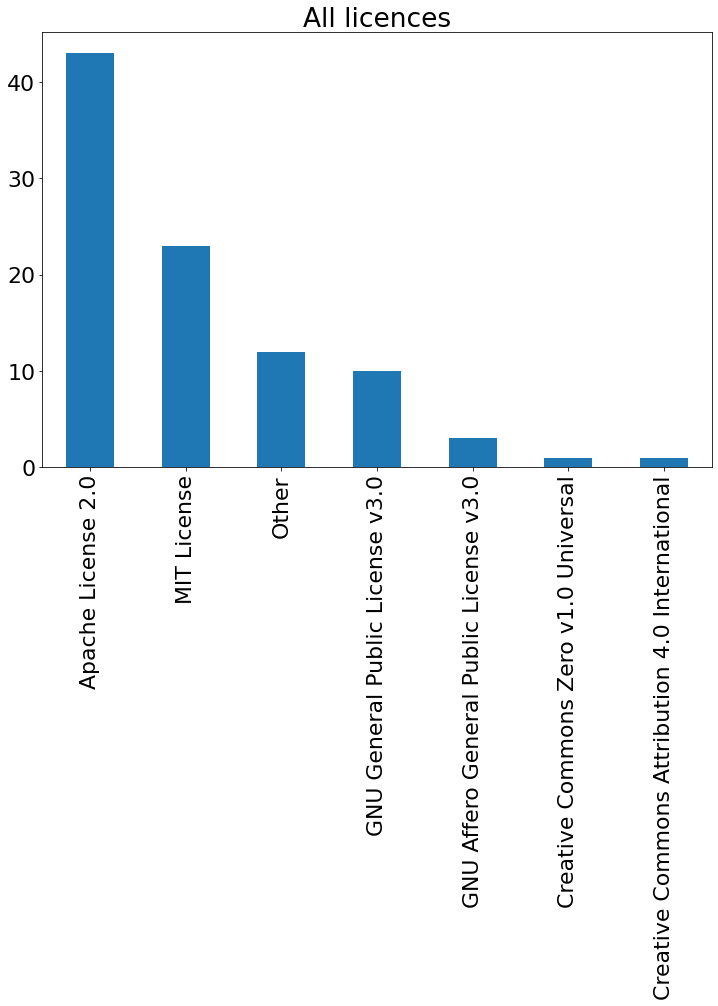 All licences
40
30
20
10
0
Apache License 2.0
MIT License
Other
GNU General Public License v3.0
GNU Affero General Public License v3.0
Creative Commons Zero v1.0 Universal
Creative Commons Attribution 4.0 International